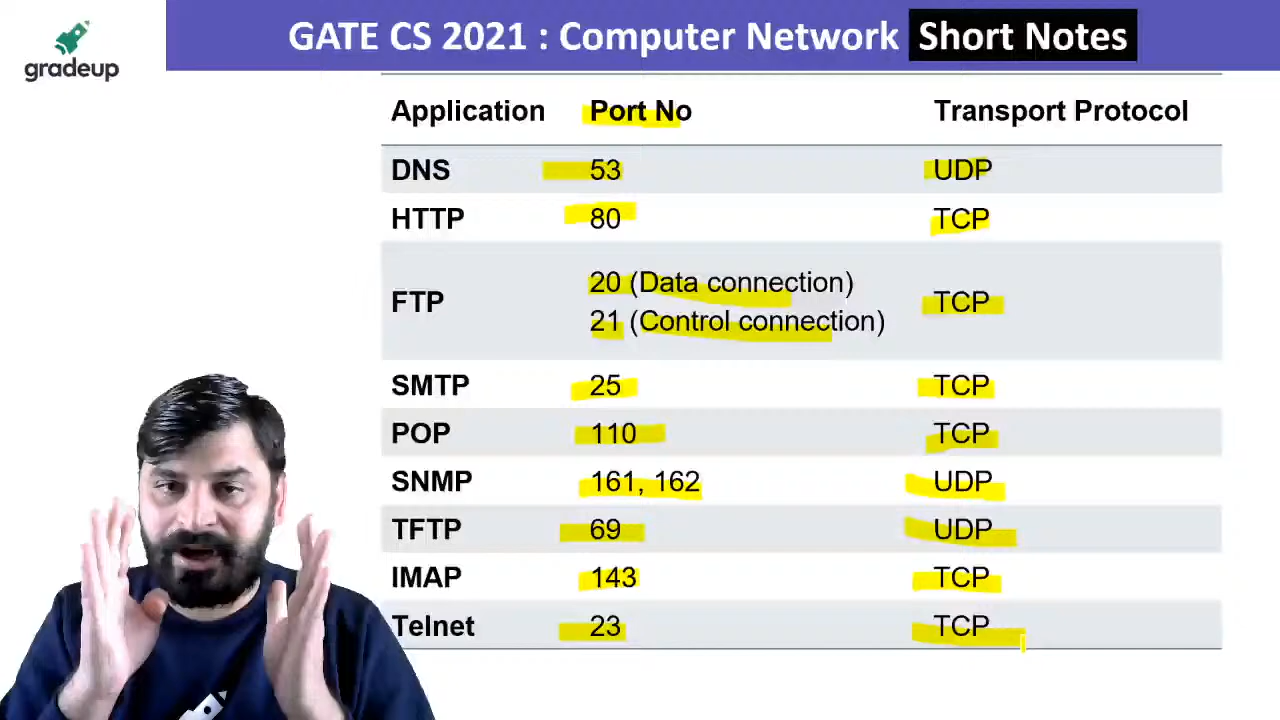 GATE CS 2021 : Computer Network Short Notes
gradeup
Application Port No Transport Protocol
DNS 53 UDP
HTTP 80 TCP
FTP 20 (Data connection) TCP
21 (Control connection)
SMTP 25 TCP
POP 110 TCP
SNMP 161, 162 UDP
TFTP 69 UDP
IMAP 143 TCP
Telnet 23 TCP